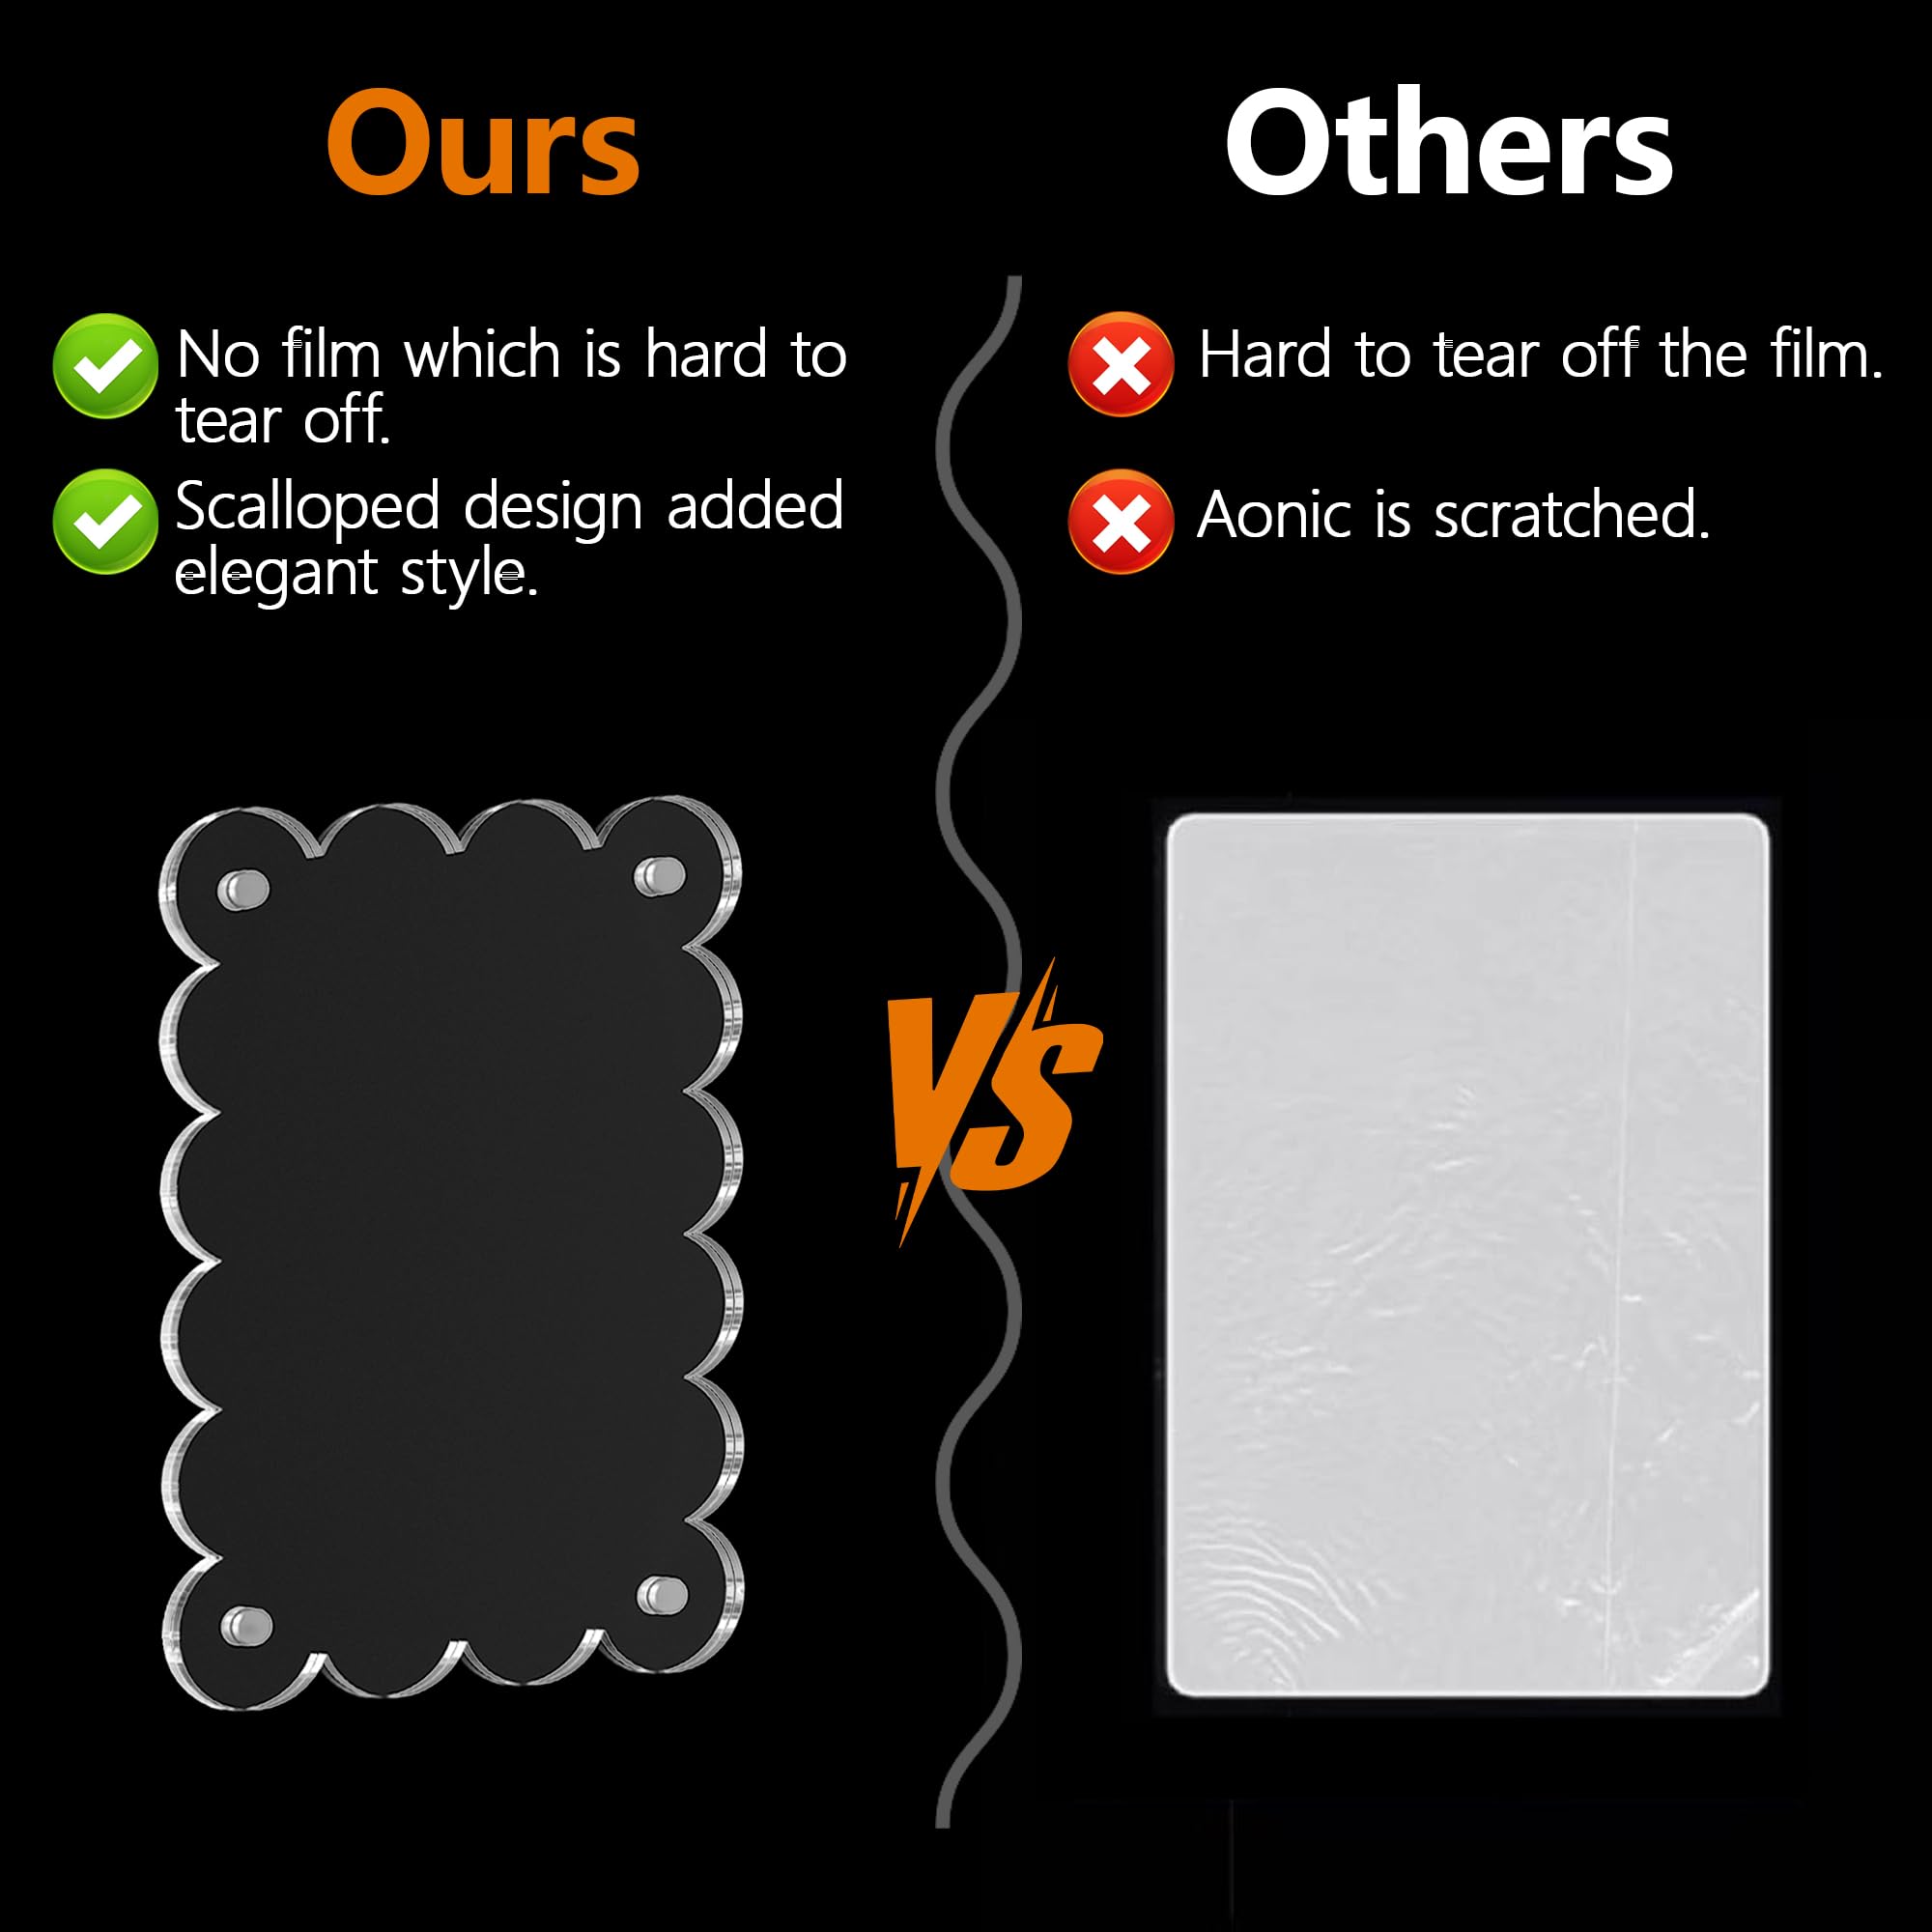 Ours
No film which is hard to
tear off.
Scalloped design added
elegant style.
Others
Hard to tear off the film.
Aonic is scratched.
VS